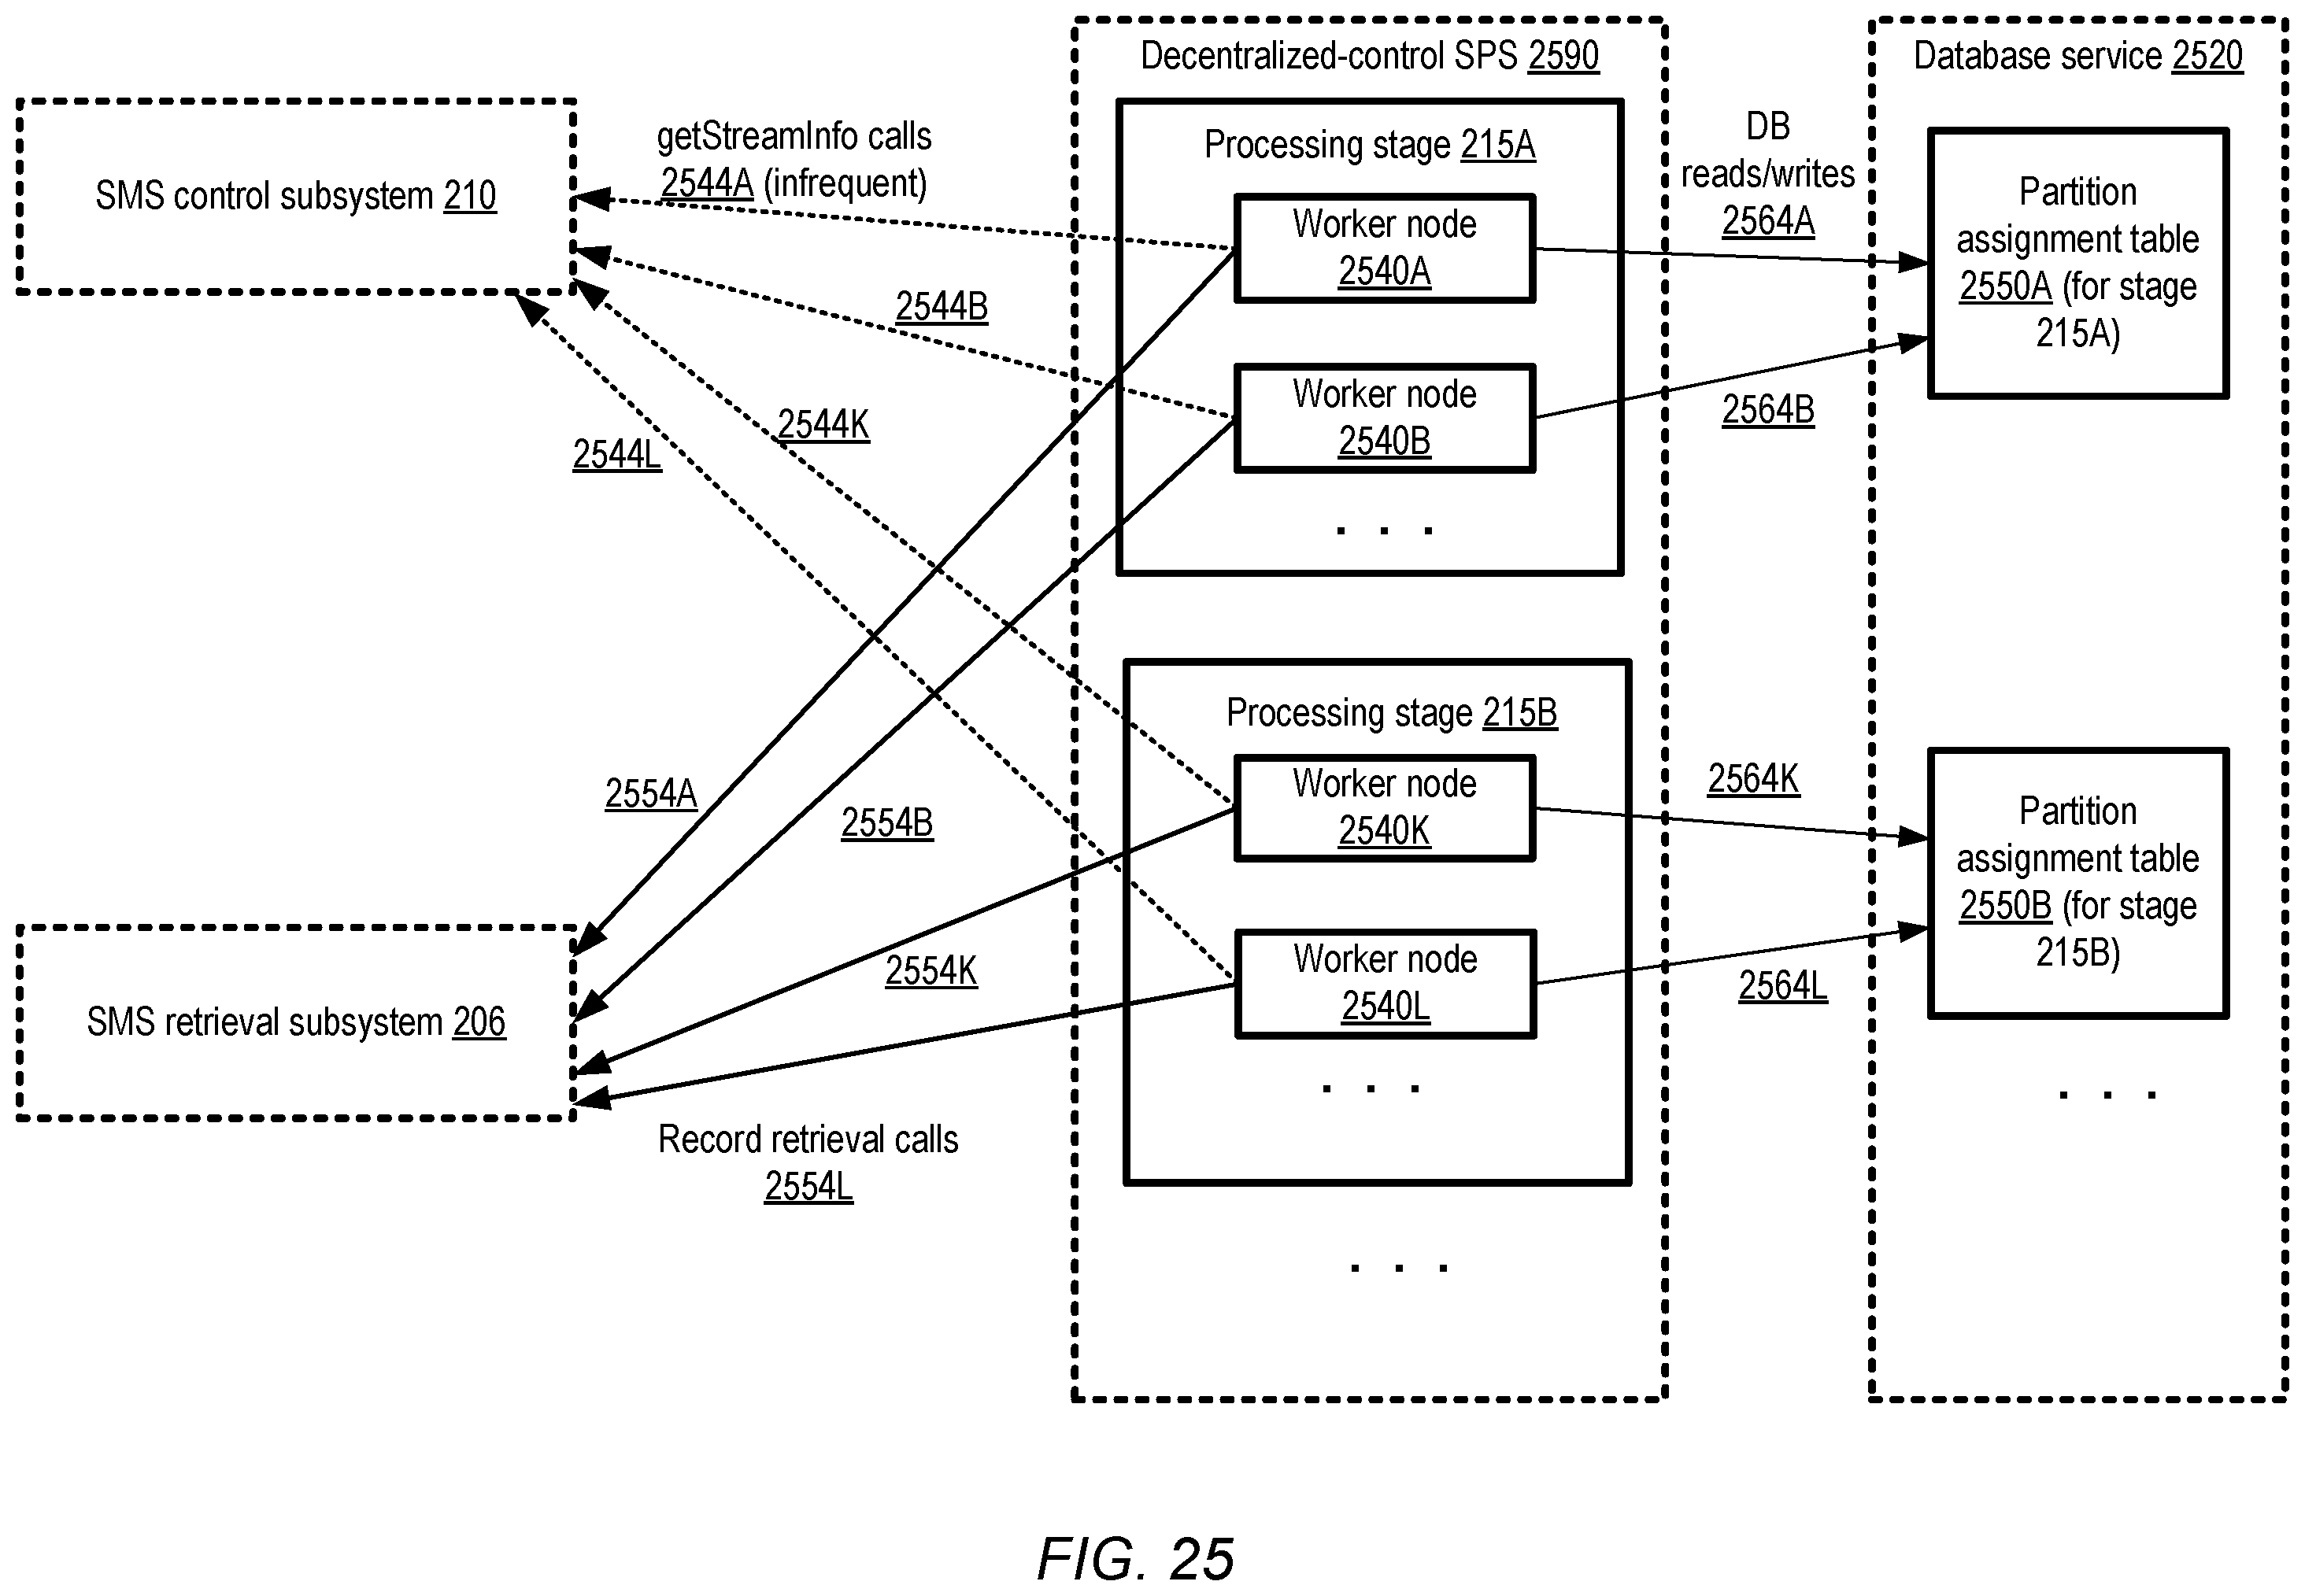 Decentralized-control SPS 2590
Database service 2520
SMS control subsystem 210
getStreamInfo calls
2544A (infrequent)
Processing stage 215A
Worker node
2540A
DB
reads/writes
2564A
Partition
assignment table
2550A (for stage
215A)
2544B
Worker node
2540B
2564B
2544K
2544L
. . .
Processing stage 215B
2554A
2554B
Worker node
2540K
2564K
Partition
assignment table
2550B (for stage
215B)
2554K
Worker node
2540L
2564L
SMS retrieval subsystem 206
. . .
. . .
Record retrieval calls
2554L
. . .
FIG. 25